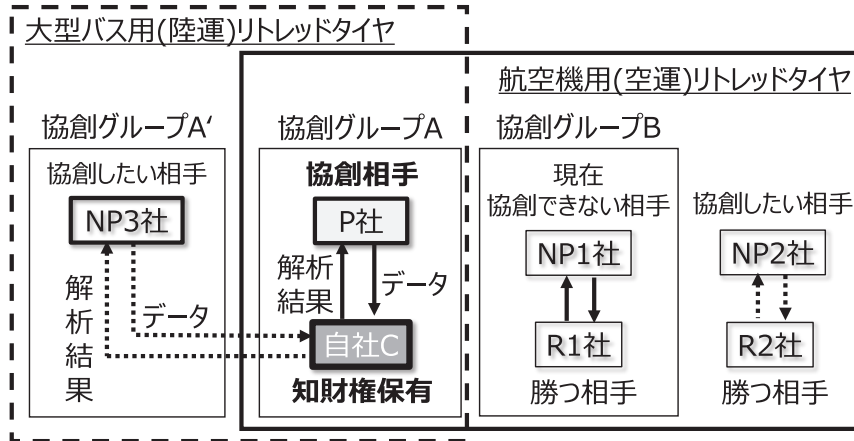 大型バス用(陸運)リトレッドタイヤ
航空機用(空運)リトレッドタイヤ
協創グループA'
協創したい相手
NP3社
解析結果
データ
協創グループA
協創相手
P社
解析
結果
データ
自社C
知財権保有
協創グループB
現在
協創できない相手
NP1社
R1社
勝つ相手
協創したい相手
NP2社
R2社
勝つ相手